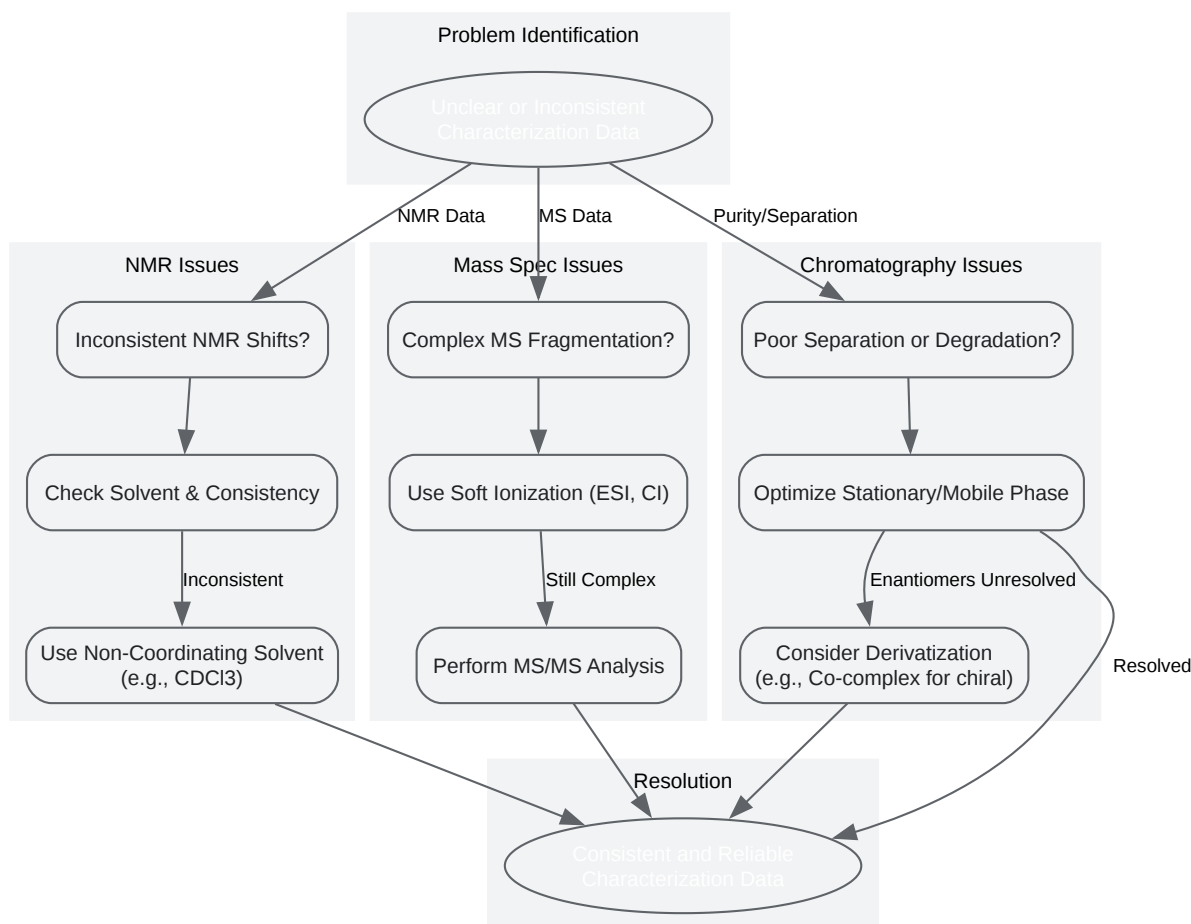 Problem Identification
Unclear or Inconsistent
Characterization Data
NMR Data
MS Data
Purity/Separation
NMR Issues
Mass Spec Issues
Chromatography Issues
Inconsistent NMR Shifts?
Complex MS Fragmentation?
Poor Separation or Degradation?
Check Solvent & Consistency
Use Soft Ionization (ESI, CI)
Optimize Stationary/Mobile Phase
Inconsistent
Still Complex
Enantiomers Unresolved
Use Non-Coordinating Solvent
(e.g., CDCl3)
Perform MS/MS Analysis
Consider Derivatization
(e.g., Co-complex for chiral)
Resolved
Resolution
Consistent and Reliable
Characterization Data